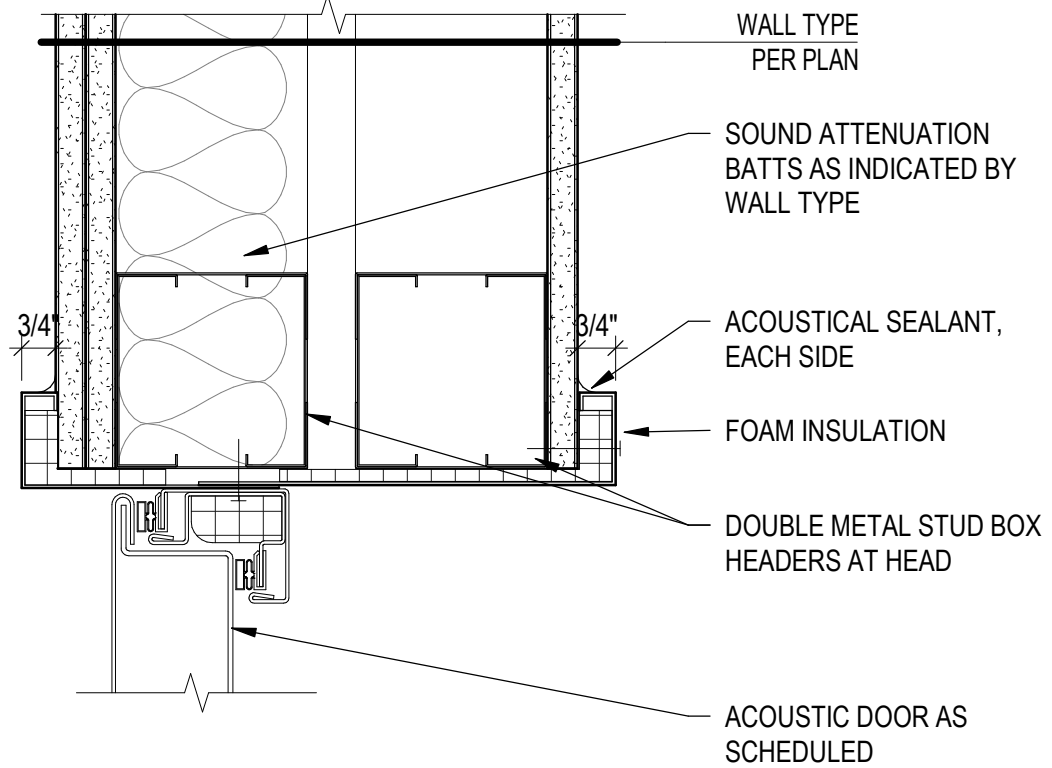 WALL TYPE
PER PLAN
SOUND ATTENUATION
BATTS AS INDICATED BY
WALL TYPE
3/4"
3/4"
ACOUSTICAL SEALANT,
EACH SIDE
FOAM INSULATION
DOUBLE METAL STUD BOX
HEADERS AT HEAD
ACOUSTIC DOOR AS
SCHEDULED